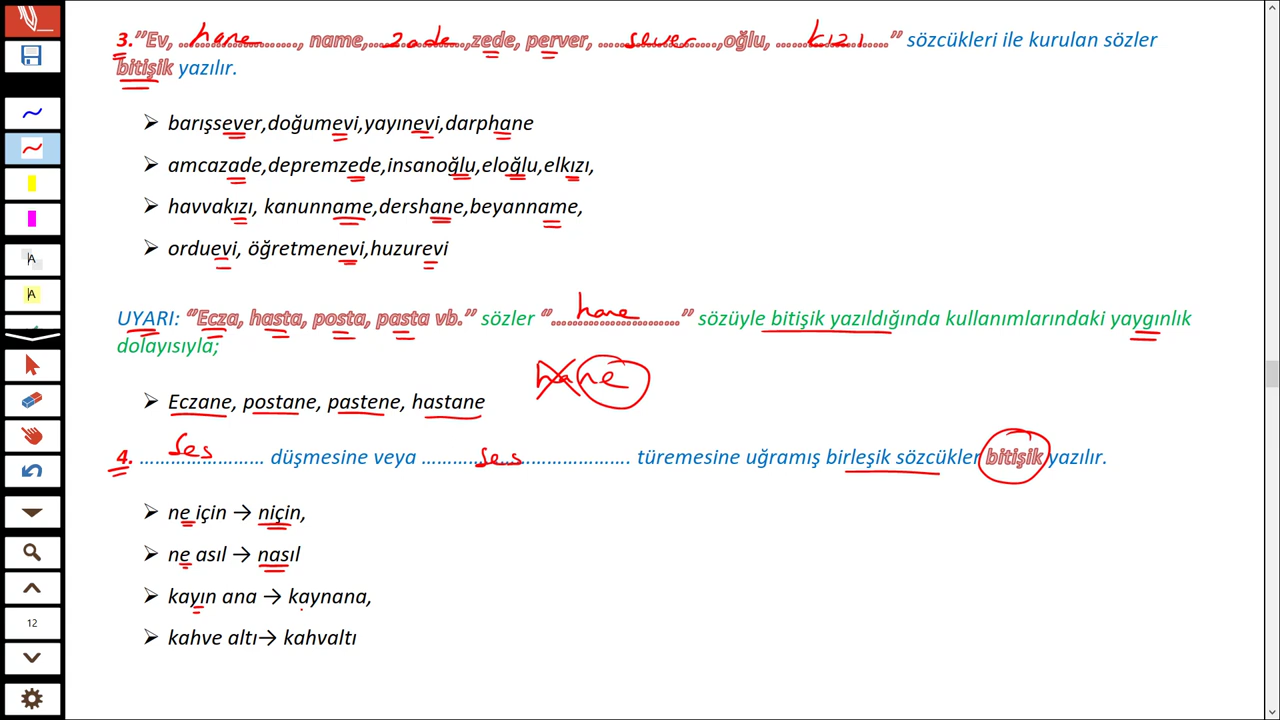 3.”Ev, ...hane..., name,...zade...,zede, perver, ...sever...,oğlu, ...kızı...” sözcükleri ile kurulan sözler
bitişik yazılır.
barışsever,doğumevi,yayınevi,darphane
amcazade,depremzede,insanoğlu,eloğlu,elkızı,
havvakızı, kanunname,dershane,beyanname,
orduevi, öğretmenevi,huzurevi
UYARI: “Ecza, hasta, posta, pasta vb.” sözler “...hane...” sözüyle bitişik yazıldığında kullanımlarındaki yaygınlık
dolayısıyla;
hane
Eczane, postane, pastene, hastane
4. ...ses... düşmesine veya ...ses... türemesine uğramış birleşik sözcükler bitişik yazılır.
ne için → niçin,
ne asıl → nasıl
kayın ana → kaynana,
kahve altı→ kahvaltı
A
A
12